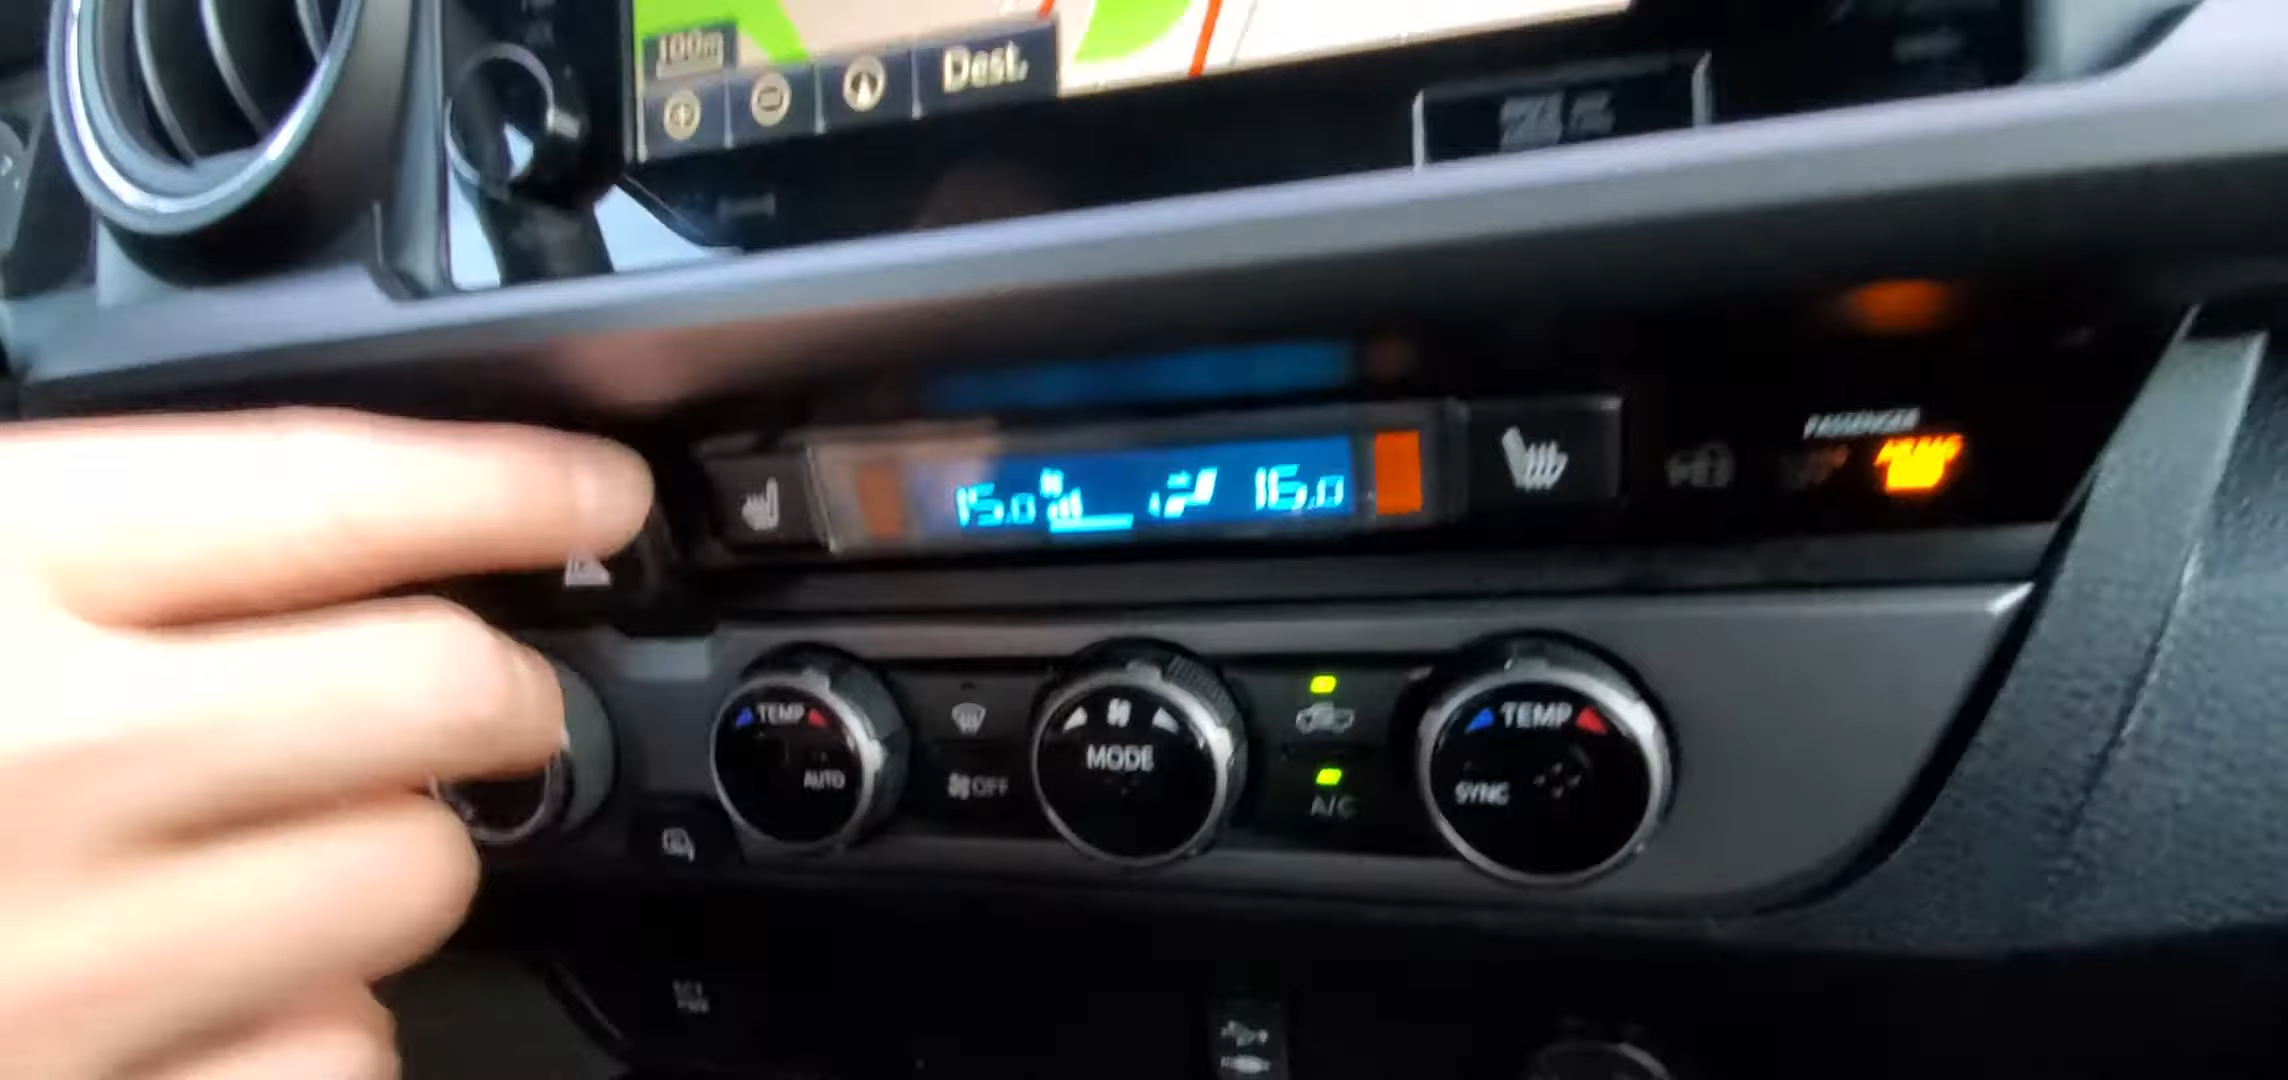 100m
Dest.
PASSENGER
15.0
16.0
TEMP
AUTO
OFF
MODE
A/C
TEMP
SYNC